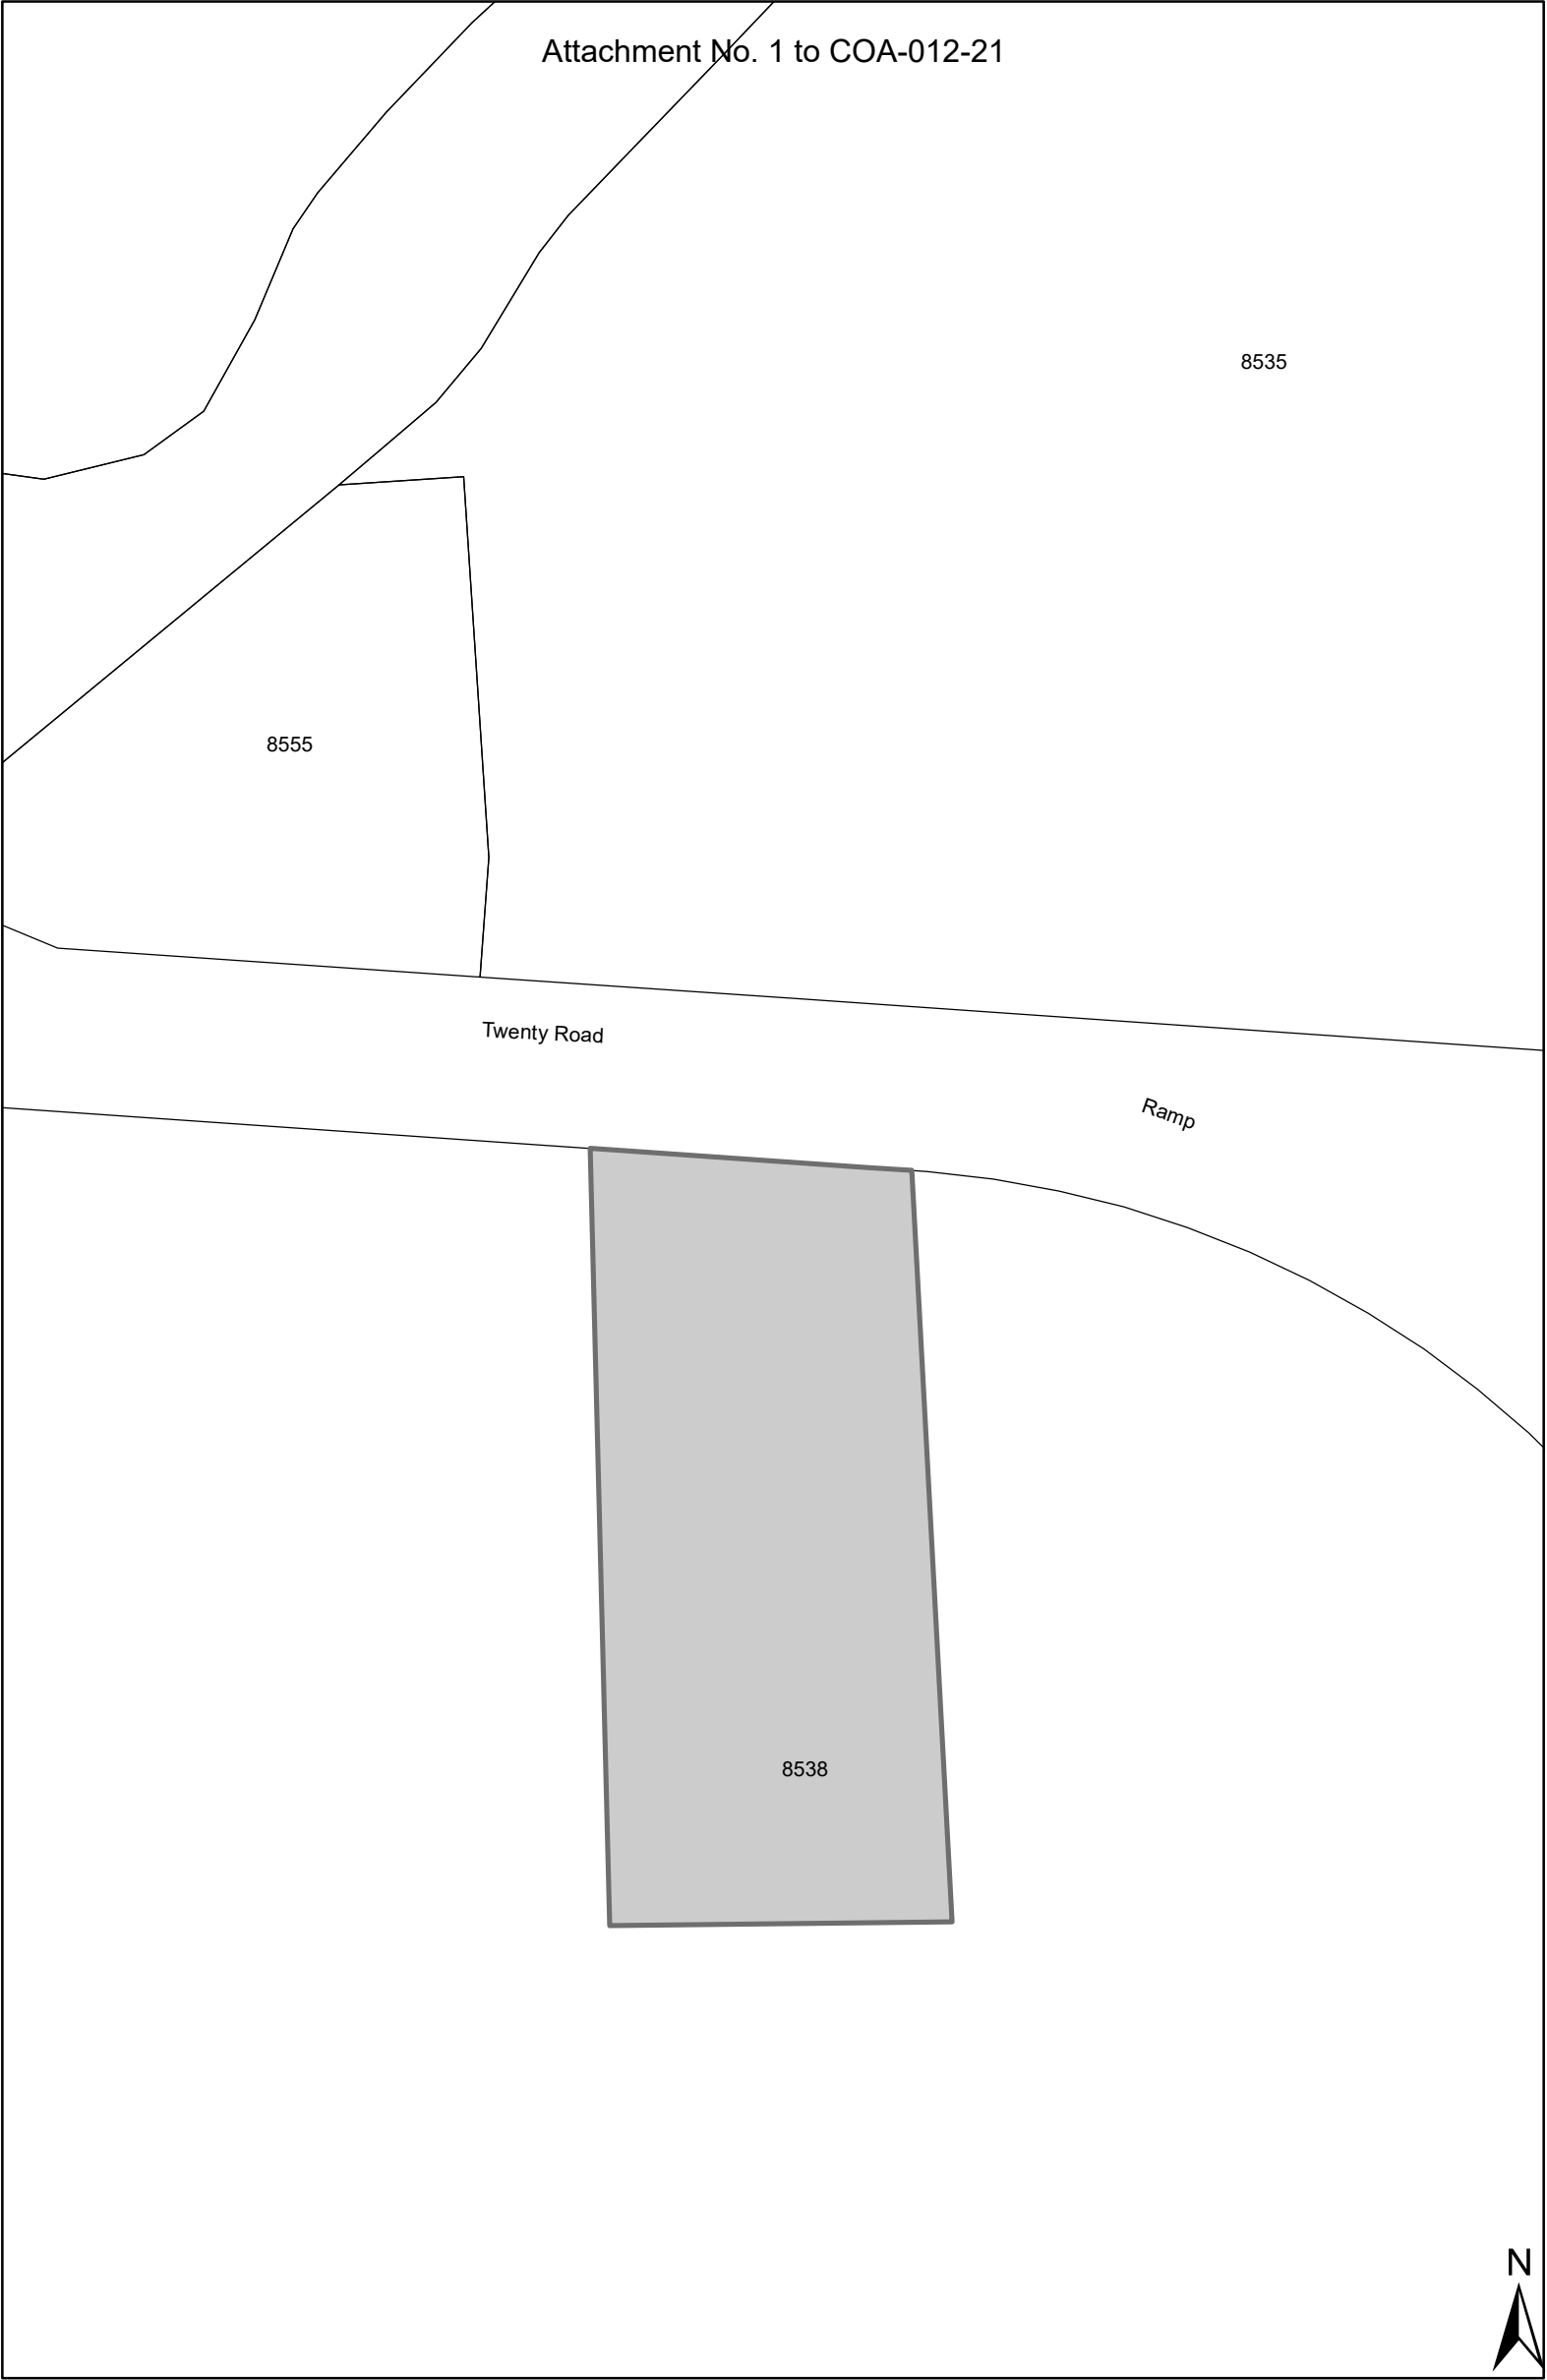 Attachment No. 1 to COA-012-21
8535
8555
Twenty Road
Ramp
8538
N